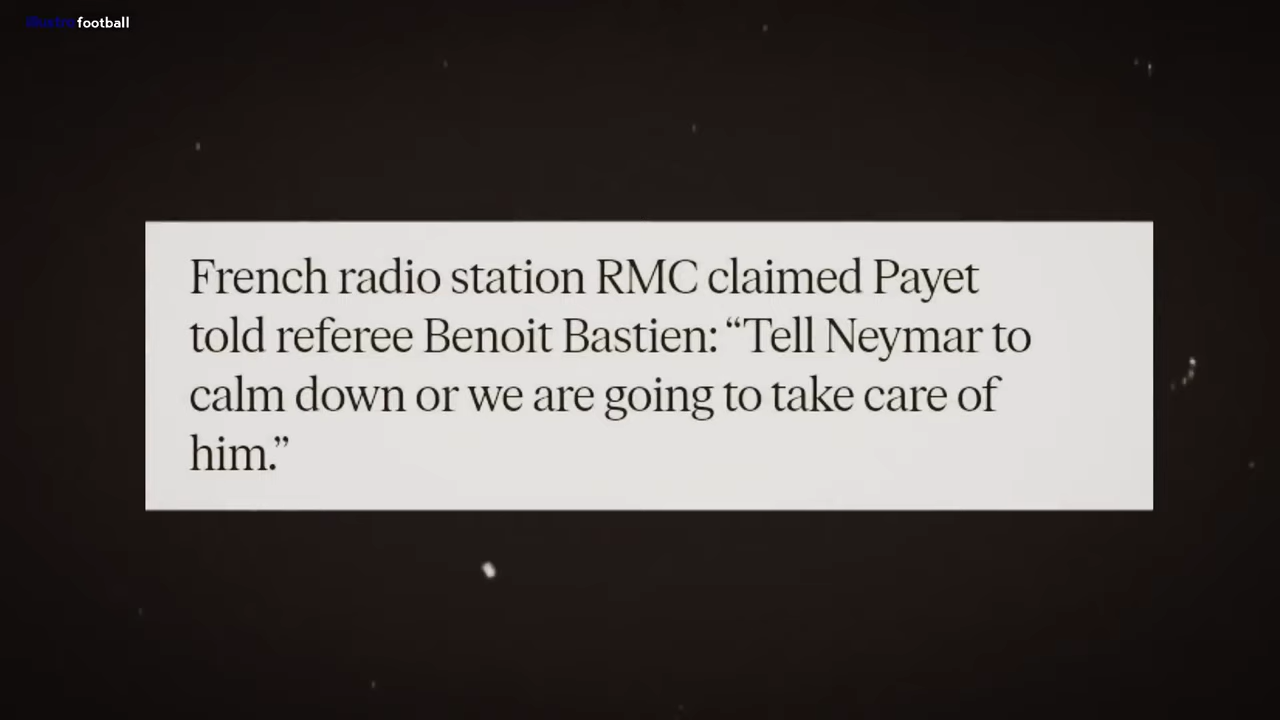 football
French radio station RMC claimed Payet
told referee Benoit Bastien: “Tell Neymar to
calm down or we are going to take care of
him.”